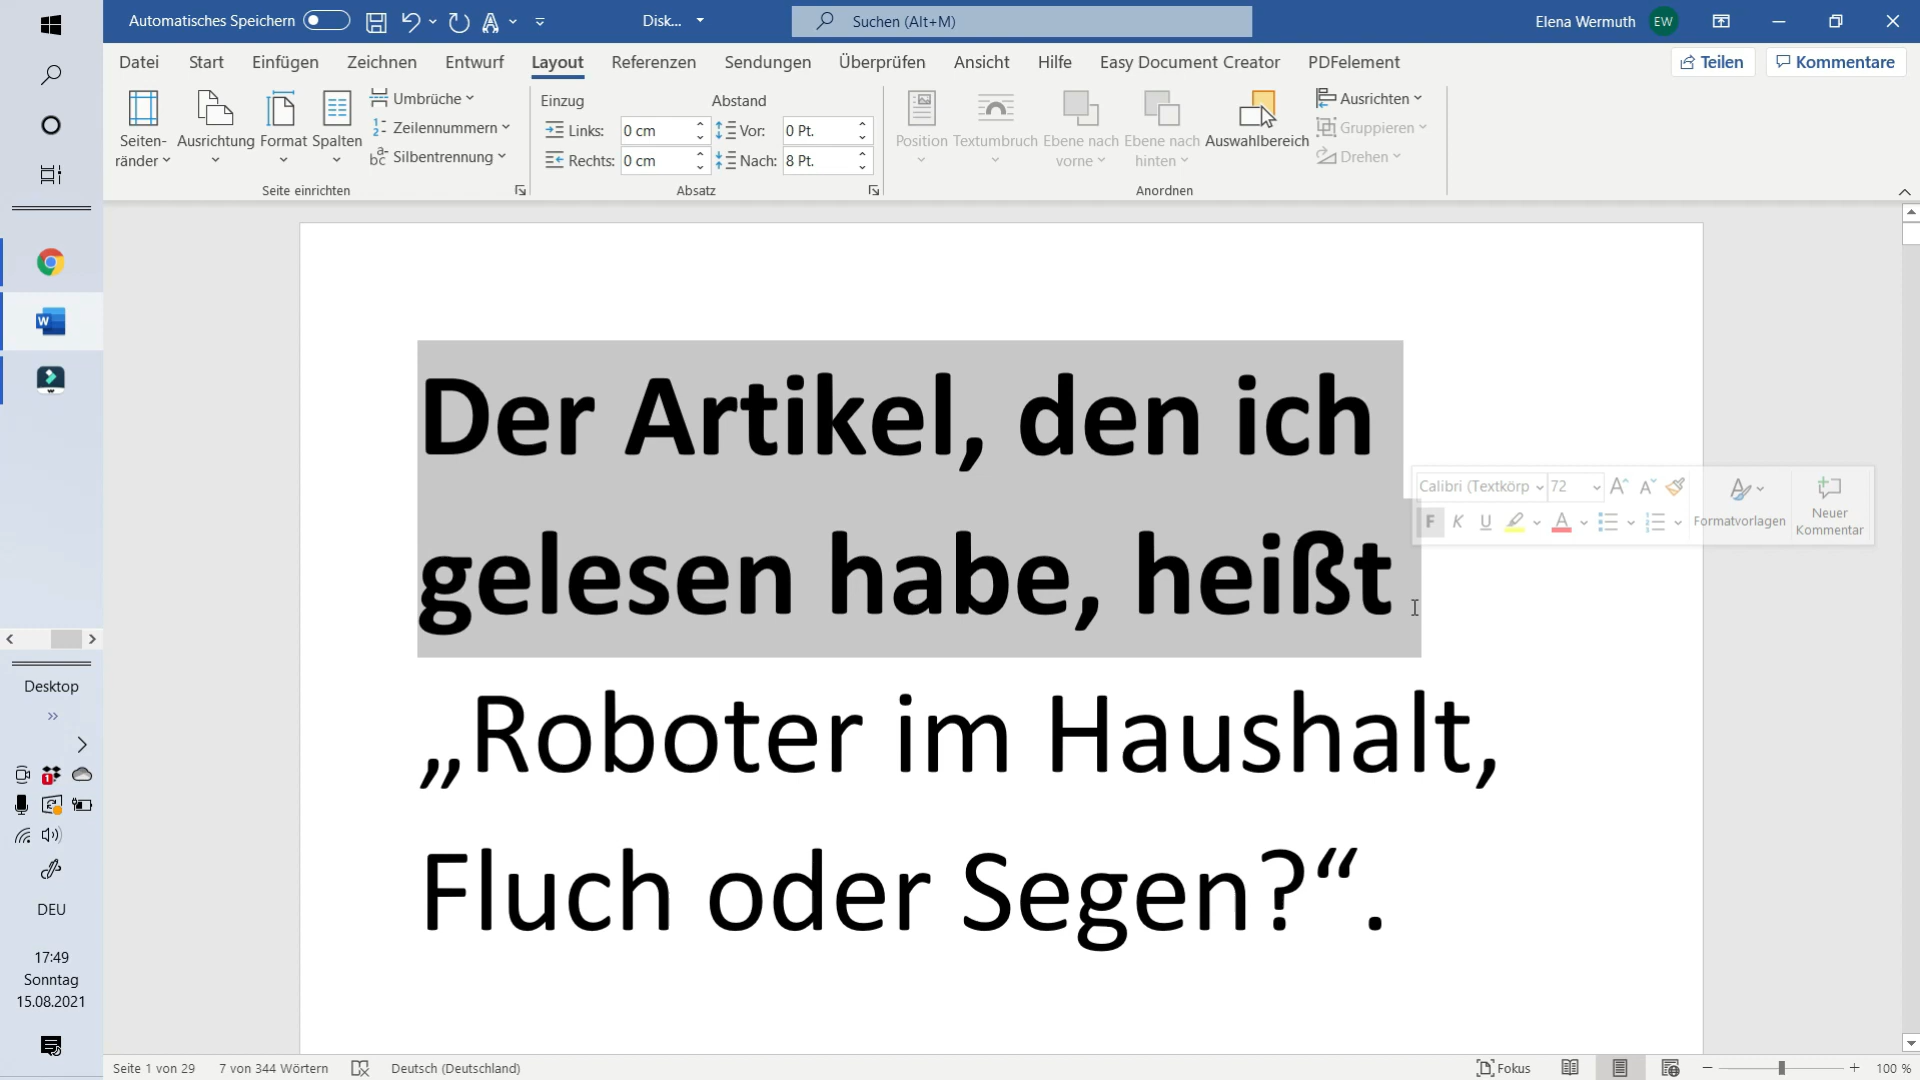 Automatisches Speichern
Disk...
Suchen (Alt+M)
Elena Wermuth EW
Datei Start Einfügen Zeichnen Entwurf Layout Referenzen Sendungen Überprüfen Ansicht Hilfe Easy Document Creator PDFelement Teilen Kommentare
Seiten-
ränder
Ausrichtung Format Spalten
Umbrüche
Zeilennummern
Silbentrennung
Seite einrichten
Einzug
Links: 0 cm
Rechts: 0 cm
Abstand
Vor: 0 Pt.
Nach: 8 Pt.
Absatz
Position Textumbruch
Ebene nach
vorne
Ebene nach
hinten
Auswahlbereich
Ausrichten
Gruppieren
Drehen
Anordnen
Der Artikel, den ich
gelesen habe, heißt
„Roboter im Haushalt,
Fluch oder Segen?“.
Calibri (Textkörp 72
F K U
Formatvorlagen
Neuer
Kommentar
Desktop
DEU
17:49
Sonntag
15.08.2021
Seite 1 von 29 7 von 344 Wörtern Deutsch (Deutschland) Fokus 100 %